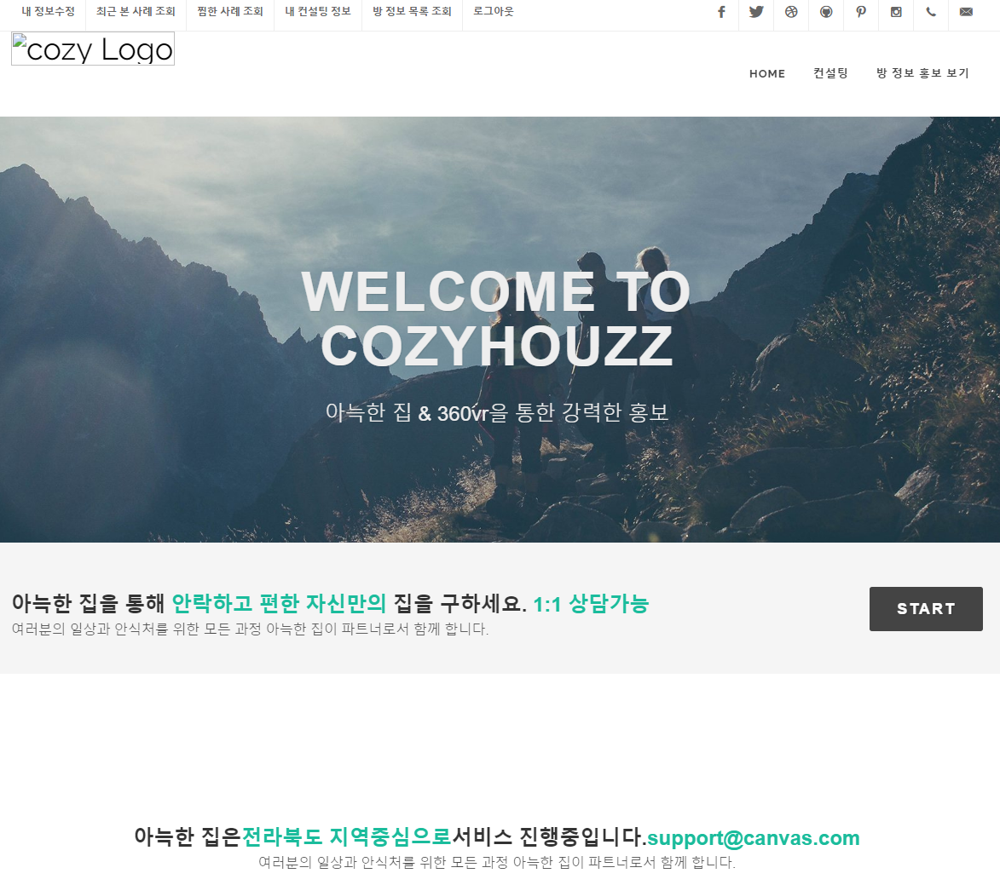 내 정보수정 최근 본 사례 조회 찜한 사례 조회 내 컨설팅 정보 방 정보 목록 조회 로그아웃
cozy Logo
HOME 컨설팅 방 정보 홍보 보기
WELCOME TO
COZYHOUZZ
아늑한 집 & 360vr을 통한 강력한 홍보
아늑한 집을 통해 안락하고 편한 자신만의 집을 구하세요. 1:1 상담가능
여러분의 일상과 안식처를 위한 모든 과정 아늑한 집이 파트너로서 함께 합니다.
START
아늑한 집은전라북도 지역중심으로서비스 진행중입니다.support@canvas.com
여러분의 일상과 안식처를 위한 모든 과정 아늑한 집이 파트너로서 함께 합니다.